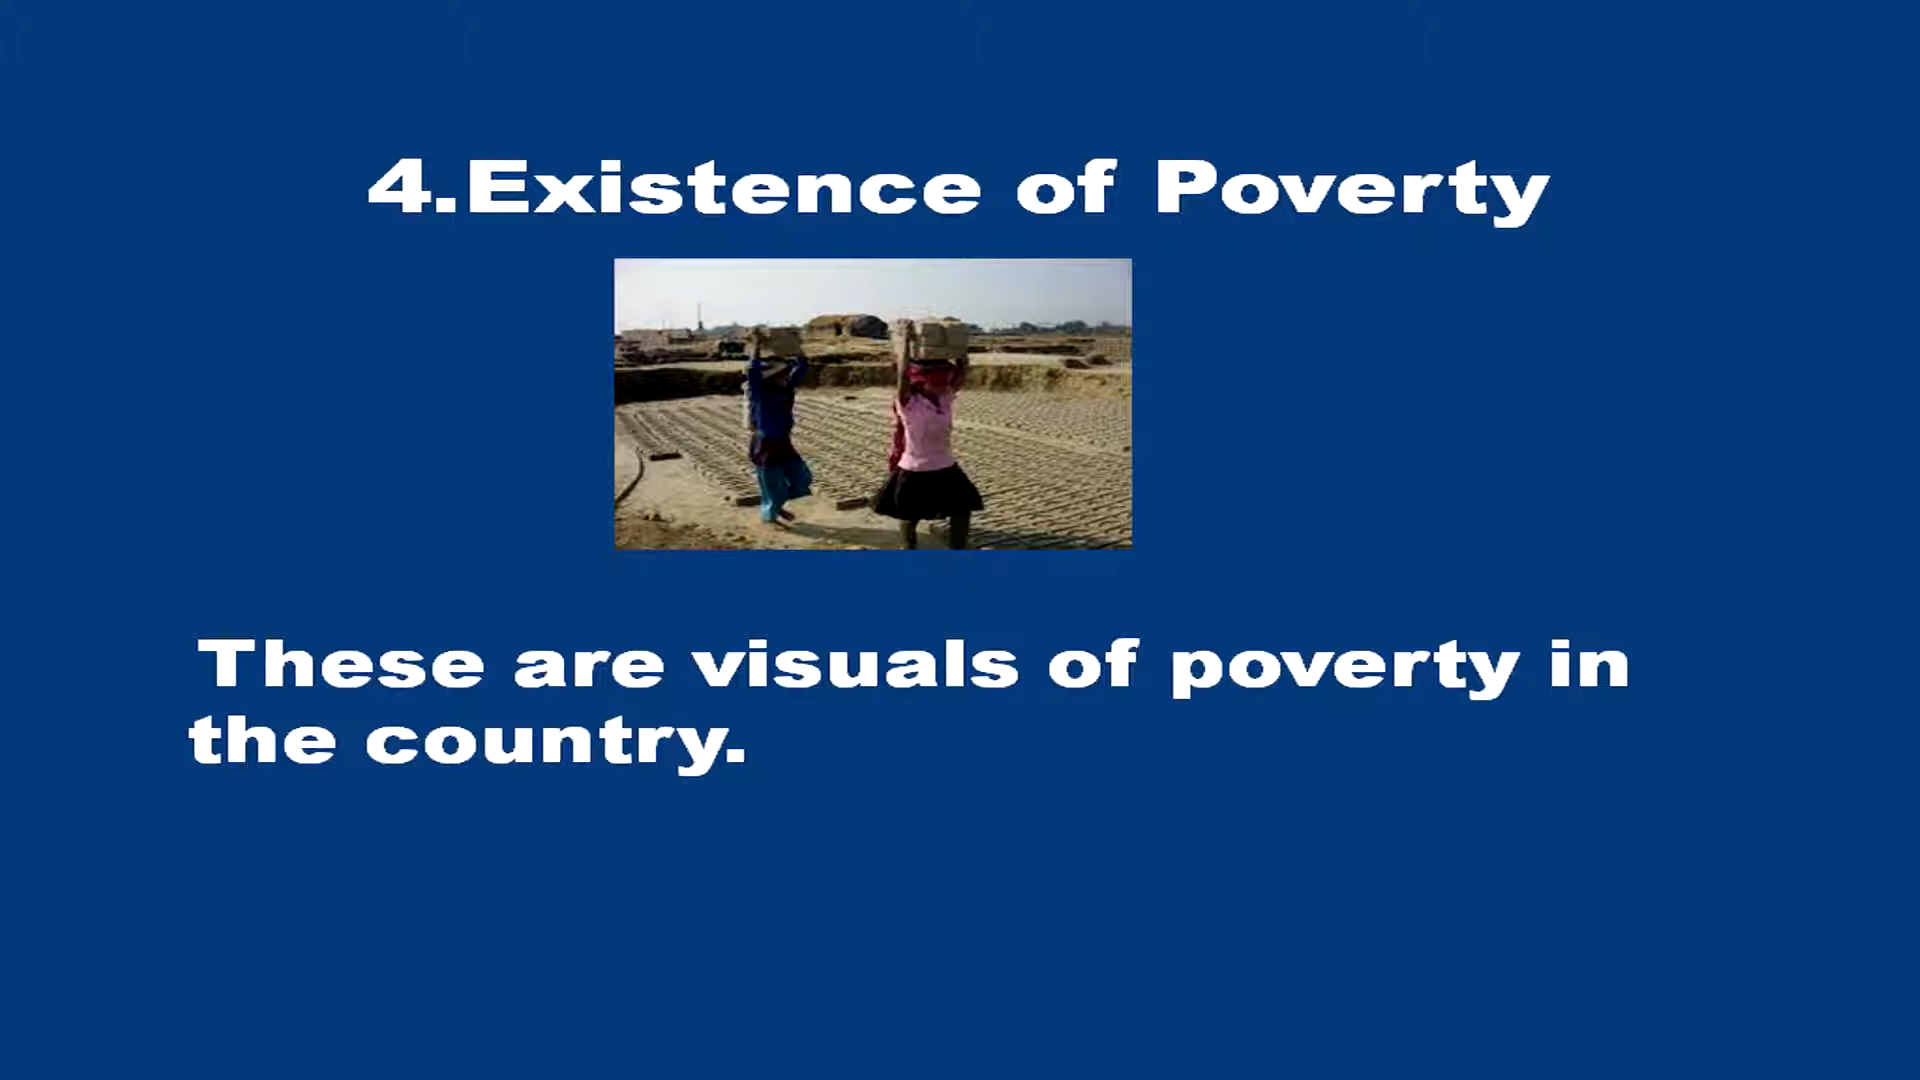 4.Existence of Poverty
These are visuals of poverty in
the country.